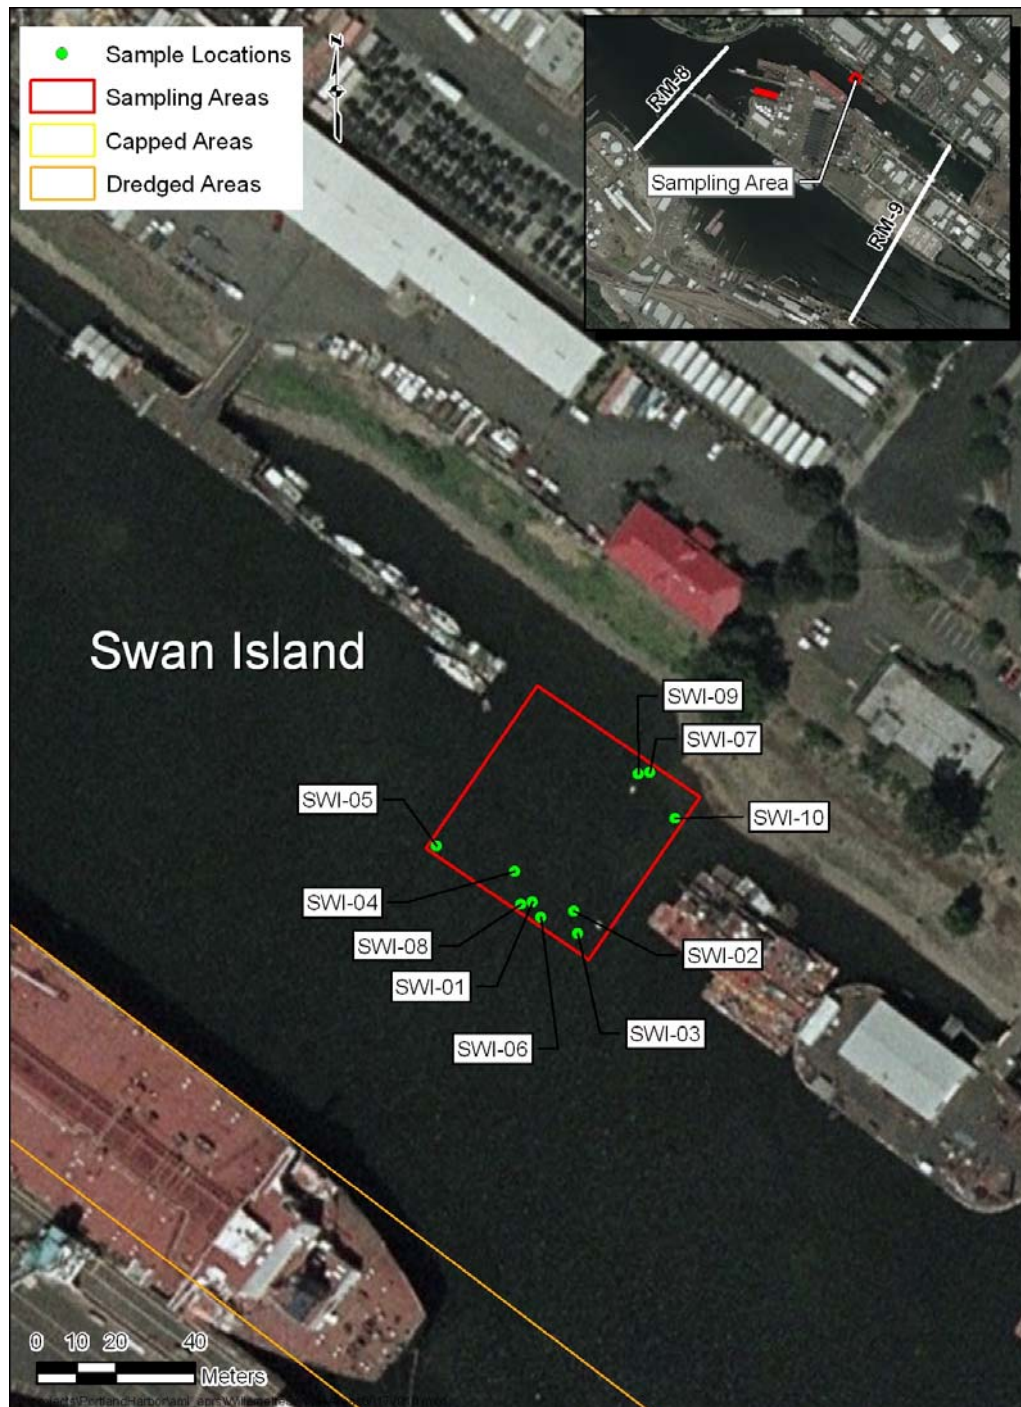 Sample Locations
Sampling Areas
Capped Areas
Dredged Areas
N
RM-8
Sampling Area
RM-9
Swan Island
SWI-09
SWI-07
SWI-05
SWI-10
SWI-04
SWI-08
SWI-02
SWI-01
SWI-03
SWI-06
0 10 20 40
Meters